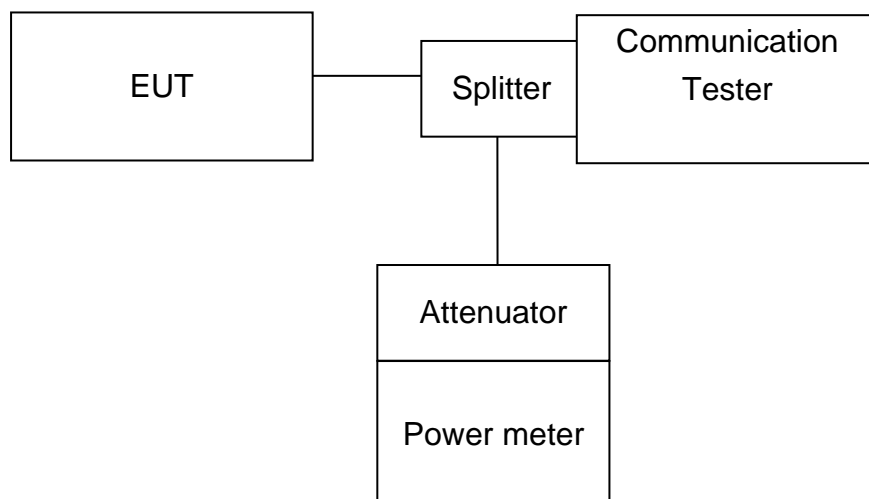 EUT
Splitter
Communication
Tester
Attenuator
Power meter